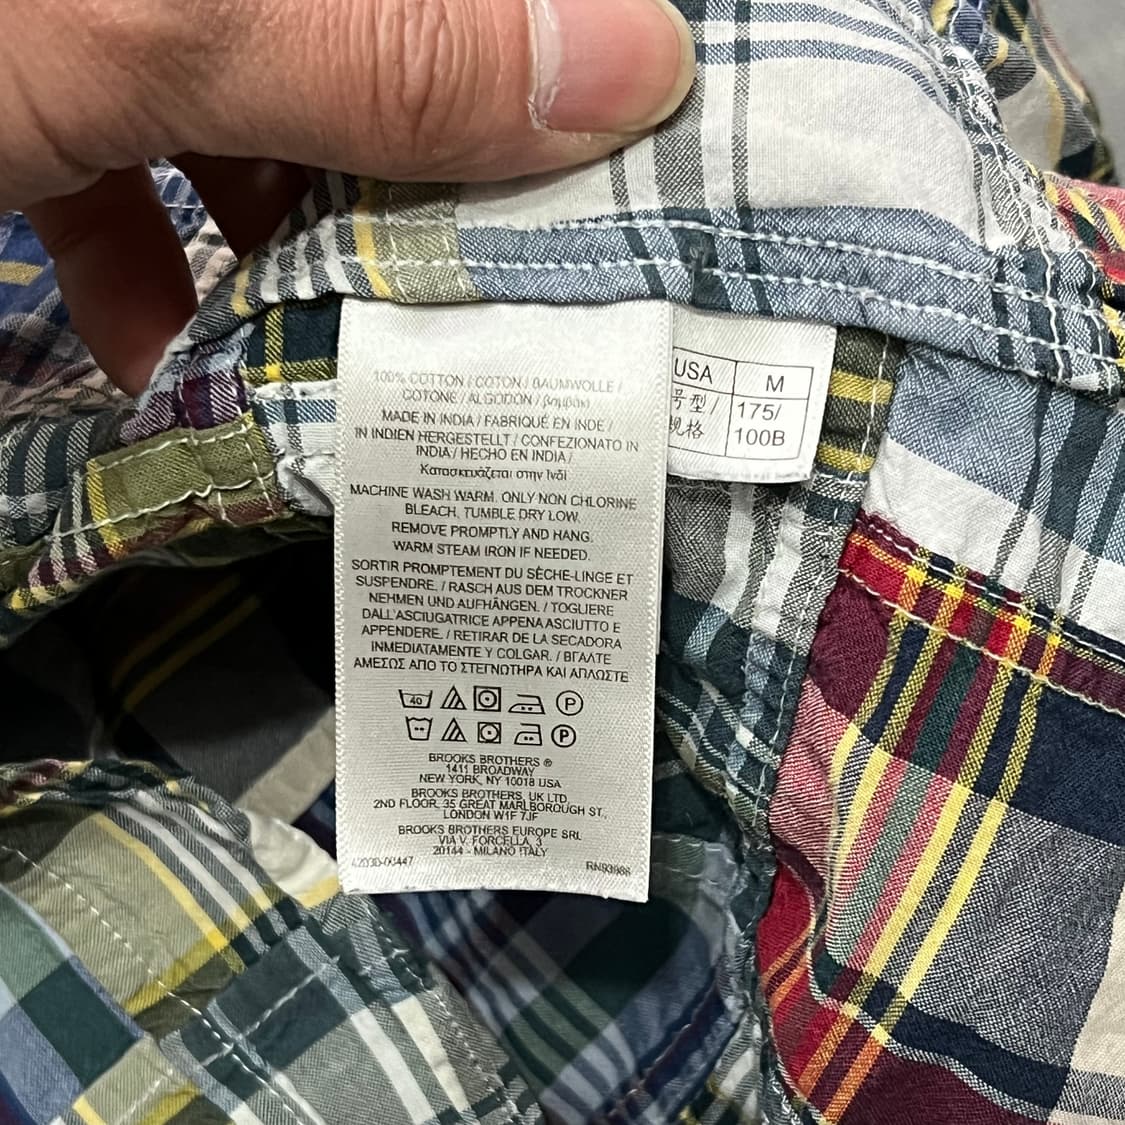 100% COTTON / COTON / BAUMWOLLE /
COTONE / ALGODON / βαμβάκι
MADE IN INDIA / FABRIQUÉ EN INDE /
IN INDIEN HERGESTELLT / CONFEZIONATO IN
INDIA / HECHO EN INDIA /
Κατασκευάζεται στην Ινδί
MACHINE WASH WARM. ONLY NON CHLORINE
BLEACH. TUMBLE DRY LOW.
REMOVE PROMPTLY AND HANG.
WARM STEAM IRON IF NEEDED.
SORTIR PROMPTEMENT DU SÈCHE-LINGE ET
SUSPENDRE. / RASCH AUS DEM TROCKNER
NEHMEN UND AUFHÄNGEN. / TOGLIERE
DALL'ASCIUGATRICE APPENA ASCIUTTO E
APPENDERE. / RETIRAR DE LA SECADORA
INMEDIATAMENTE Y COLGAR. / ΒΓΑΛΤΕ
ΑΜΕΣΩΣ ΑΠΟ ΤΟ ΣΤΕΓΝΩΤΗΡΑ ΚΑΙ ΑΠΛΩΣΤΕ
40 P
P
BROOKS BROTHERS ®
1411 BROADWAY
NEW YORK, NY 10018 USA
BROOKS BROTHERS, UK LTD,
2ND FLOOR, 35 GREAT MARLBOROUGH ST.,
LONDON W1F 7JF
BROOKS BROTHERS EUROPE SRL
VIA V. FORCELLA, 3
20144 - MILANO ITALY
USA M
号型/ 175/
规格 100B